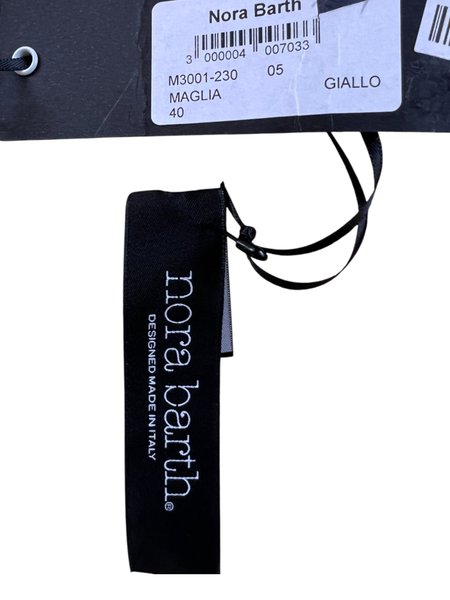 Nora Barth
3 000004 007033
M3001-230 05 GIALLO
MAGLIA
40
nora barth®
DESIGNED MADE IN ITALY